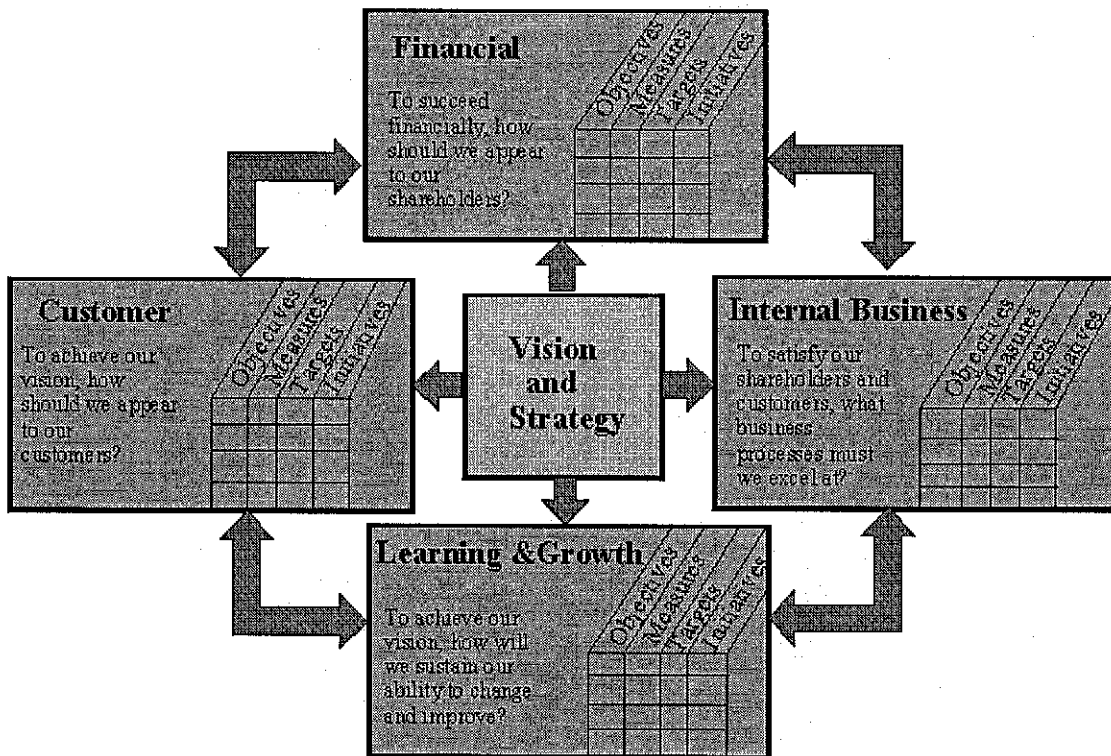 Financial
To succeed
financially, how
should we appear
to our
shareholders?
Objectives
Measures
Targets
Initiatives
Customer
To achieve our
vision, how
should we appear
to our
customers?
Objectives
Measures
Targets
Initiatives
Vision
and
Strategy
Internal Business
To satisfy our
shareholders and
customers, what
business
processes must
we excel at?
Objectives
Measures
Targets
Initiatives
Learning &Growth
To achieve our
vision, how will
we sustain our
ability to change
and improve?
Objectives
Measures
Targets
Initiatives